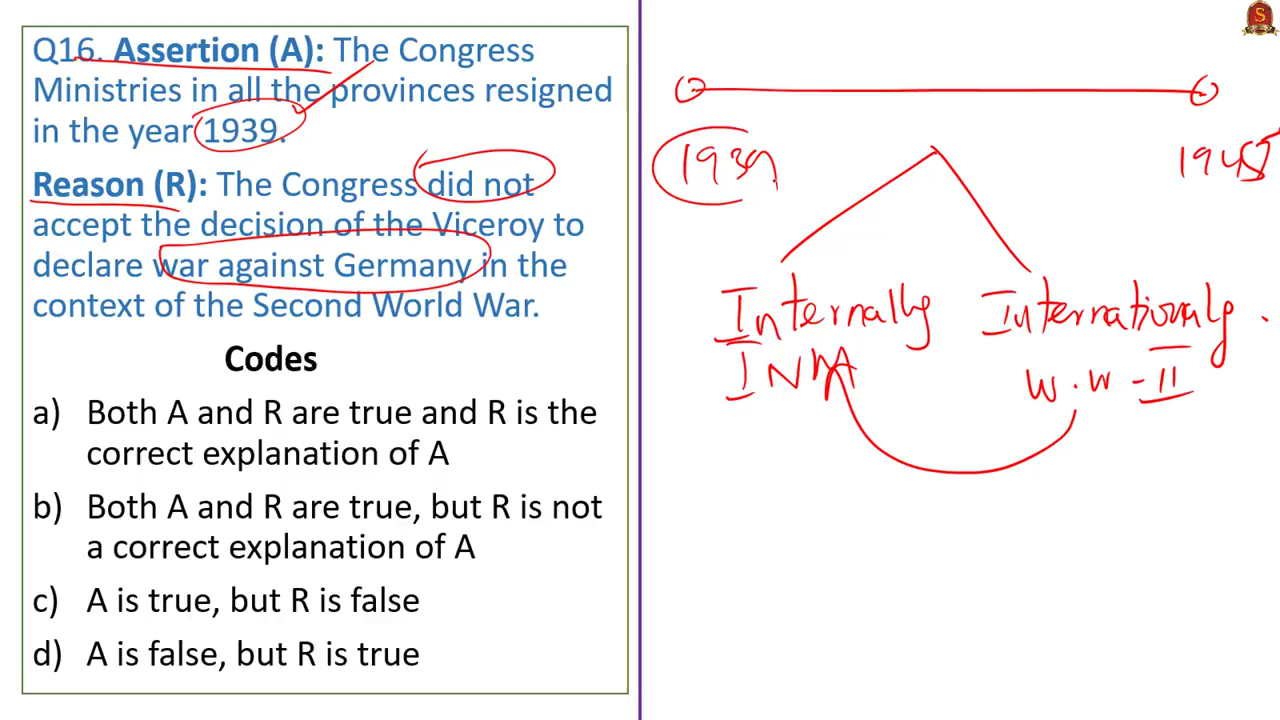 Q16. Assertion (A): The Congress
Ministries in all the provinces resigned
in the year 1939.
Reason (R): The Congress did not
accept the decision of the Viceroy to
declare war against Germany in the
context of the Second World War.
Codes
a) Both A and R are true and R is the
correct explanation of A
b) Both A and R are true, but R is not
a correct explanation of A
c) A is true, but R is false
d) A is false, but R is true
1939 1945
Internally Internationaly.
W.W-II
S